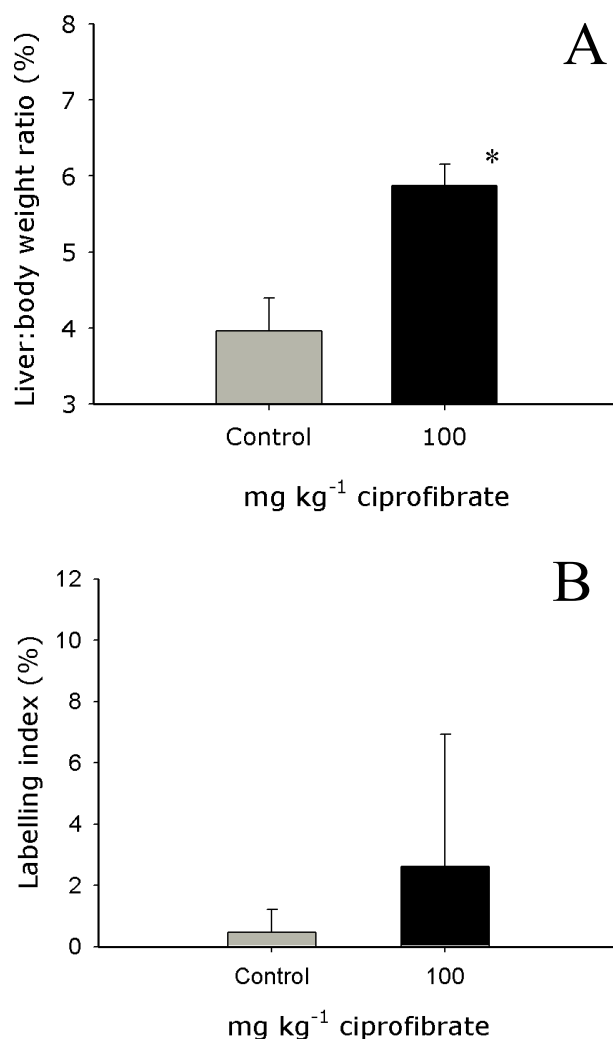 A
Liver:body weight ratio (%)
8
7
6
5
4
3
*
Control 100
mg kg⁻¹ ciprofibrate
B
Labelling index (%)
12
10
8
6
4
2
0
Control 100
mg kg⁻¹ ciprofibrate